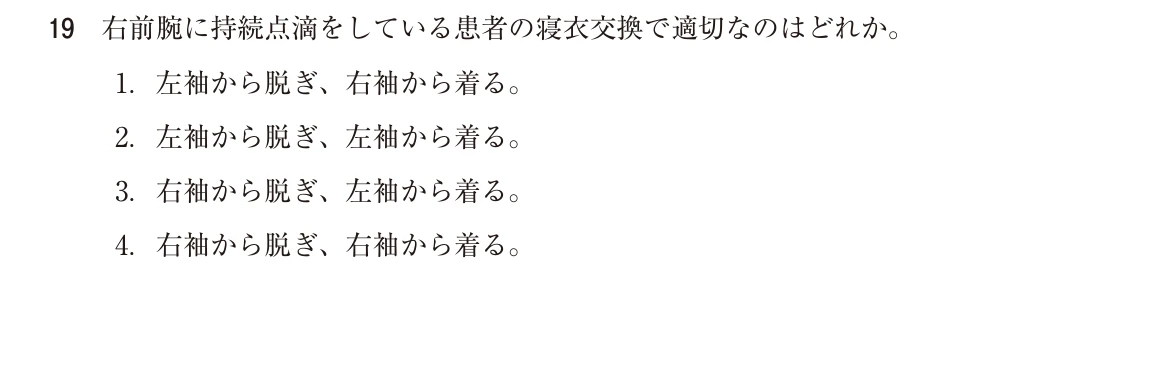 19 右前腕に持続点滴をしている患者の寝衣交換で適切なのはどれか。
1. 左袖から脱ぎ、右袖から着る。
2. 左袖から脱ぎ、左袖から着る。
3. 右袖から脱ぎ、左袖から着る。
4. 右袖から脱ぎ、右袖から着る。